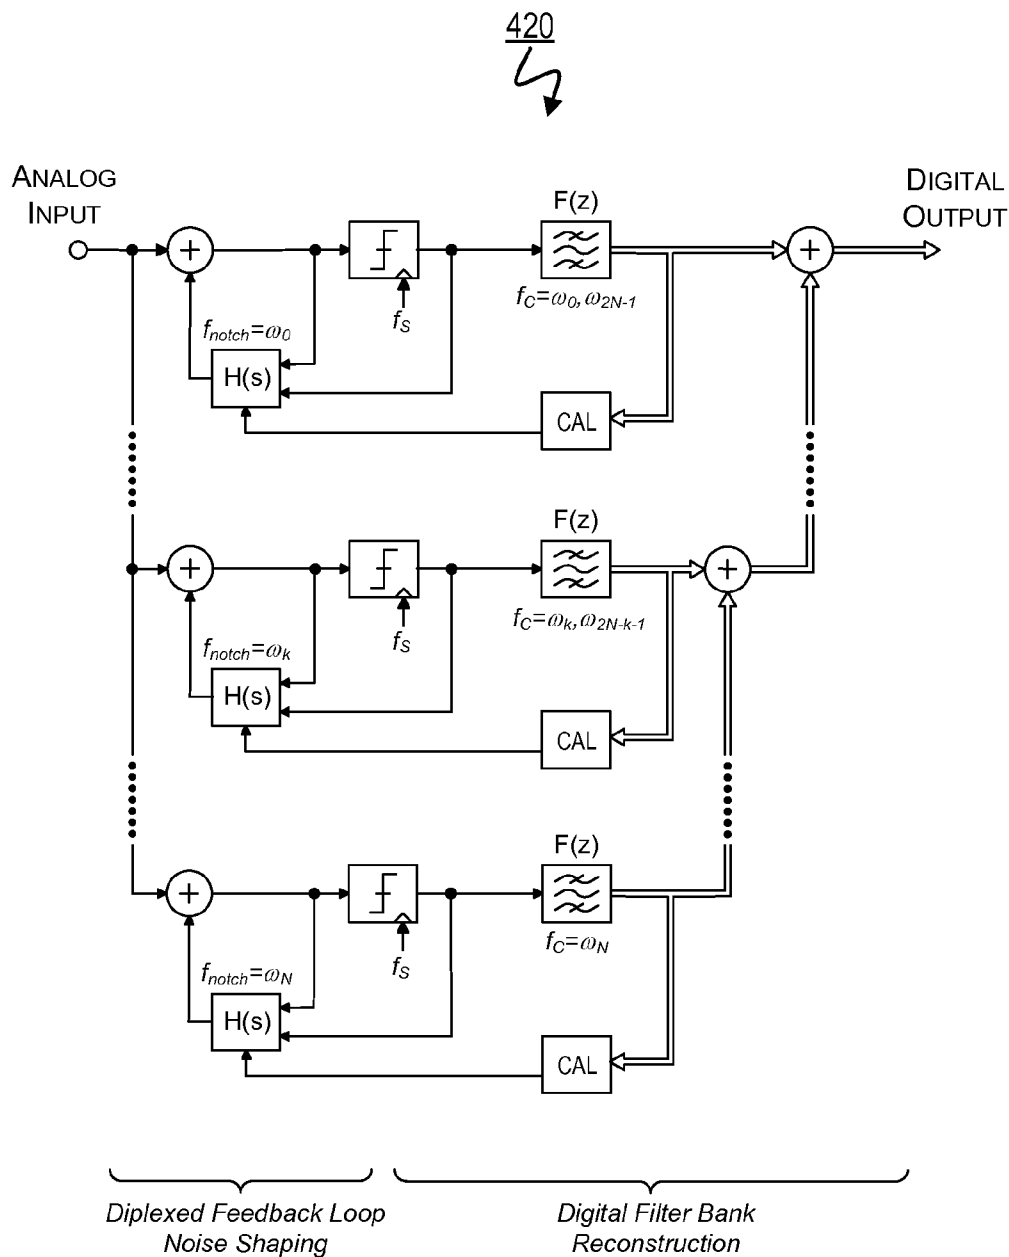 420
ANALOG
INPUT
DIGITAL
OUTPUT
+
F(z)
+
fC=ω0,ω2N-1
fS
fnotch=ω0
H(s)
CAL
F(z)
+
+
fC=ωk,ω2N-k-1
fS
fnotch=ωk
H(s)
CAL
F(z)
+
fC=ωN
fS
fnotch=ωN
H(s)
CAL
Diplexed Feedback Loop
Noise Shaping
Digital Filter Bank
Reconstruction